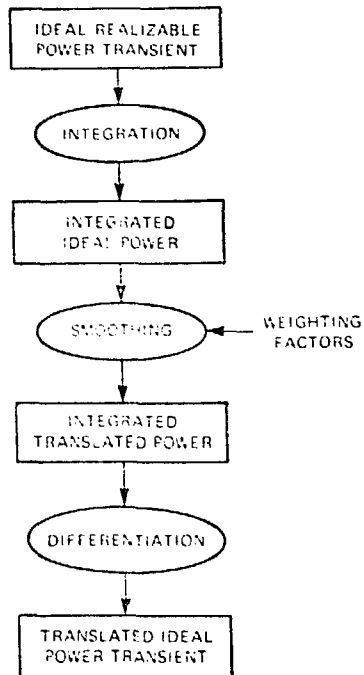 IDEAL REALIZABLE
POWER TRANSIENT
INTEGRATION
INTEGRATED
IDEAL POWER
SMOOTHING
WEIGHTING
FACTORS
INTEGRATED
TRANSLATED POWER
DIFFERENTIATION
TRANSLATED IDEAL
POWER TRANSIENT